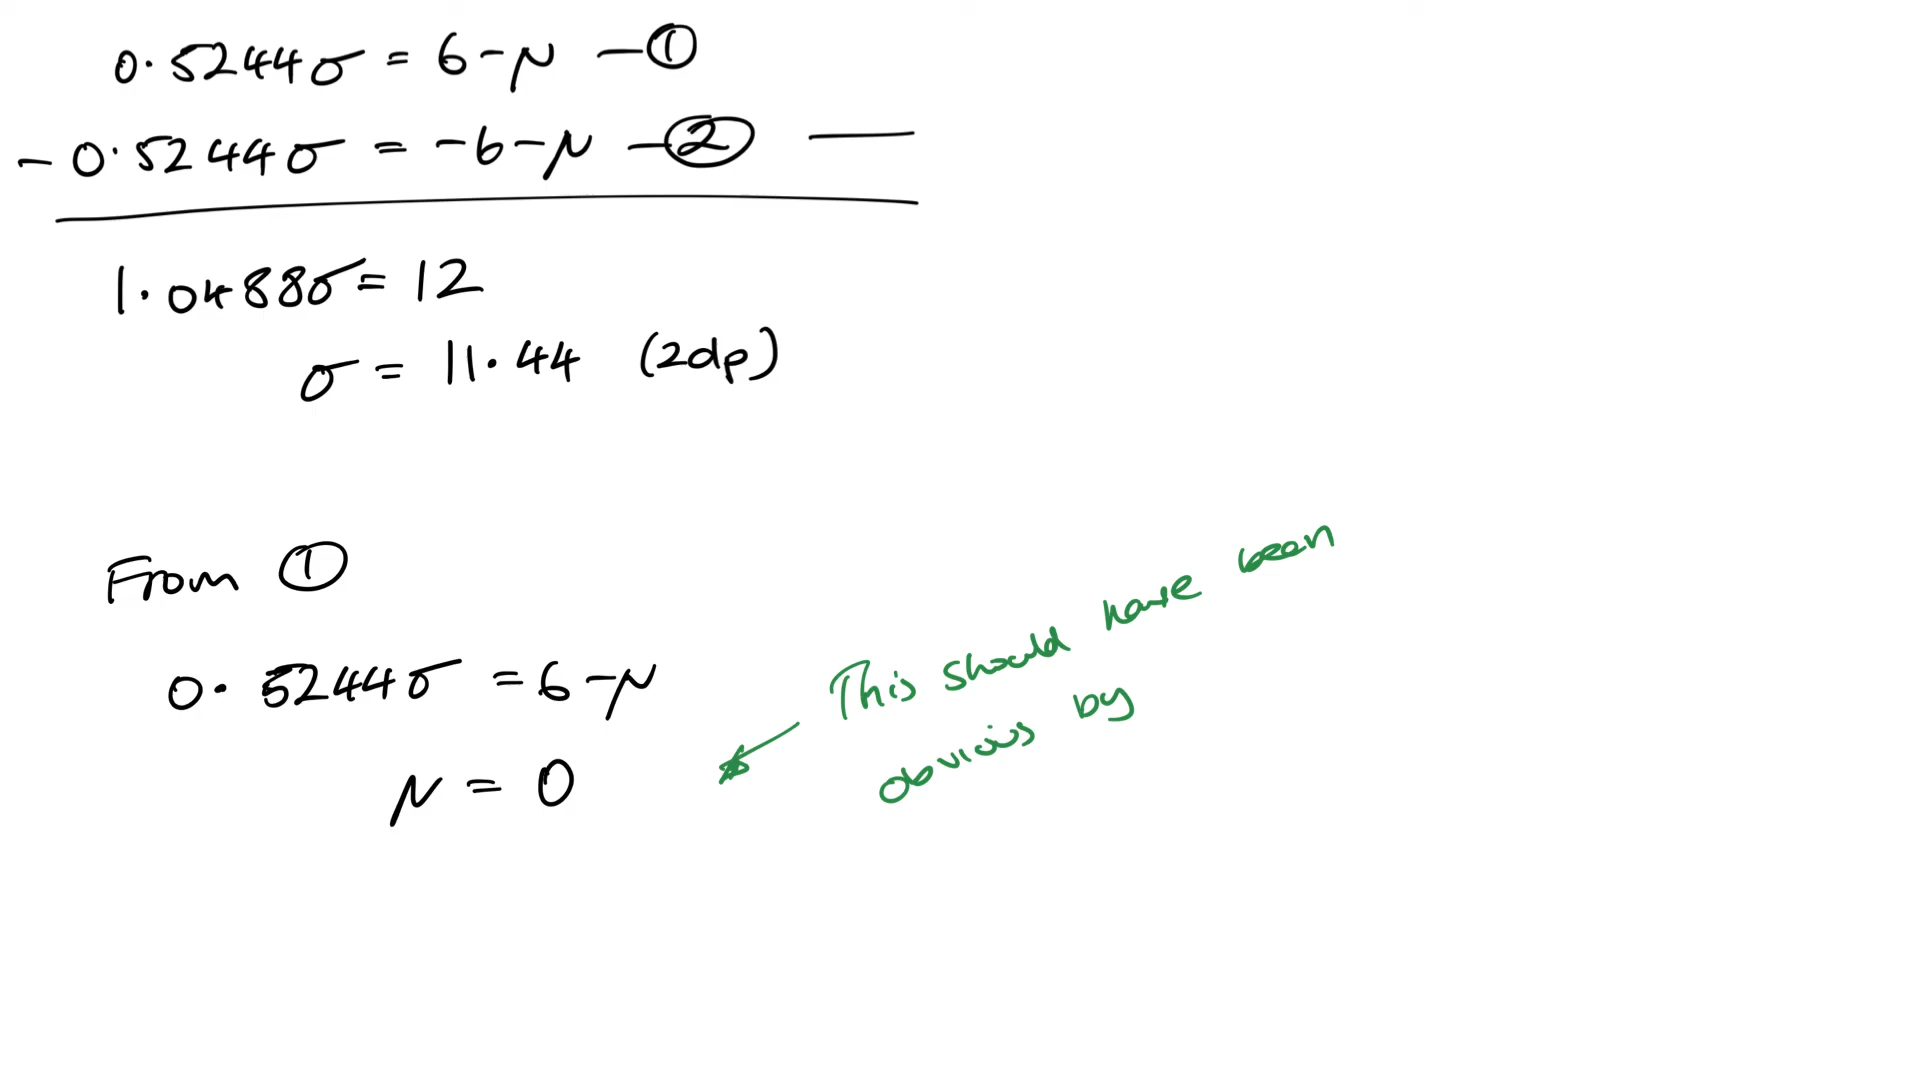 0.5244σ = 6-μ -①
-0.5244σ = -6-μ -② —
1.0488σ = 12
σ = 11.44 (2dp)
From ①
0.5244σ = 6-μ
μ = 0
This should have been
obvious by